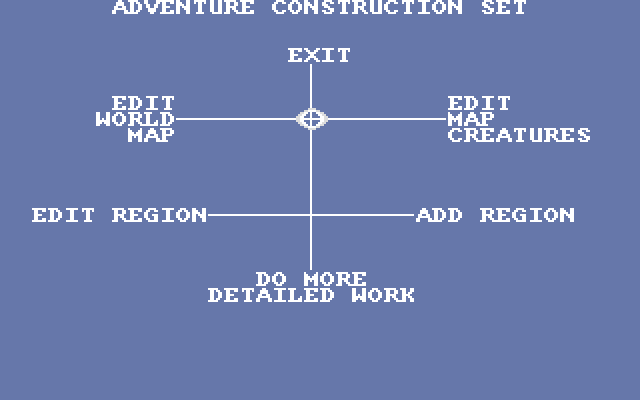 ADVENTURE CONSTRUCTION SET
EXIT
EDIT
WORLD
MAP
EDIT
MAP
CREATURES
EDIT REGION
ADD REGION
DO MORE
DETAILED WORK